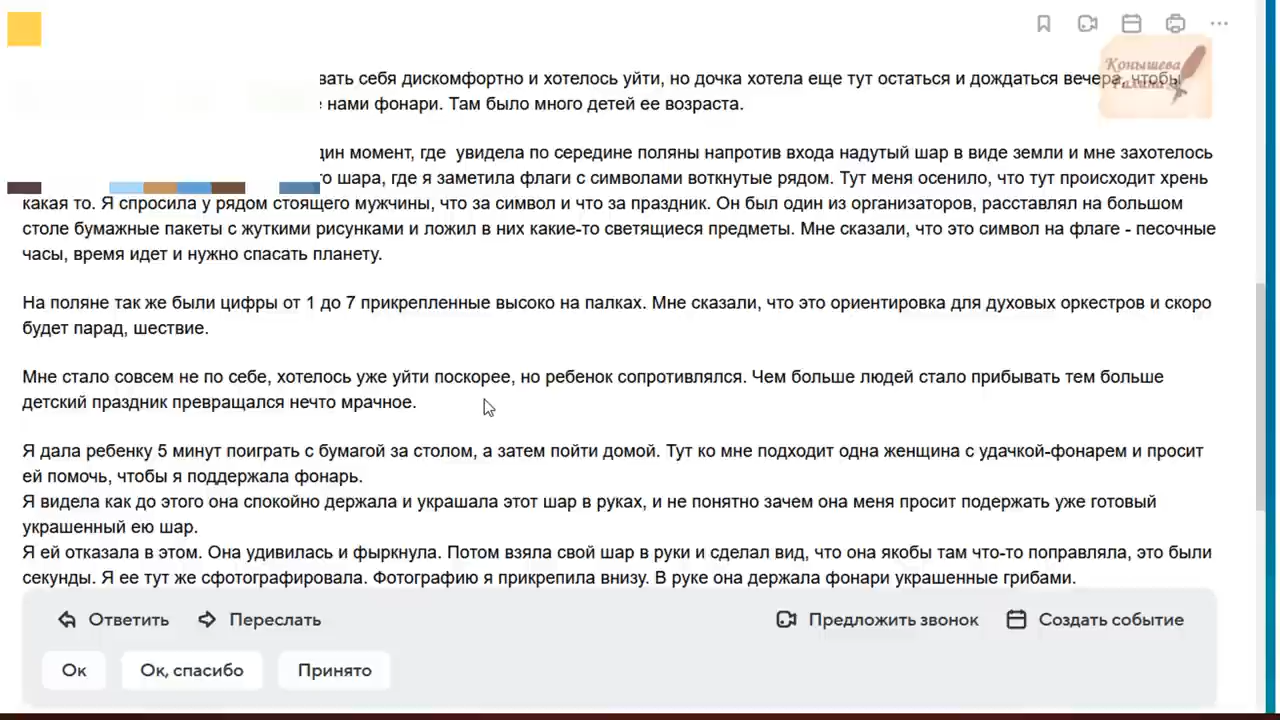 вать себя дискомфортно и хотелось уйти, но дочка хотела еще тут остаться и дождаться вечера, чтобы
нами фонари. Там было много детей ее возраста.
Конышева
Галина
дин момент, где увидела по середине поляны напротив входа надутый шар в виде земли и мне захотелось
о шара, где я заметила флаги с символами воткнутые рядом. Тут меня осенило, что тут происходит хрень
какая то. Я спросила у рядом стоящего мужчины, что за символ и что за праздник. Он был один из организаторов, расставлял на большом
столе бумажные пакеты с жуткими рисунками и ложил в них какие-то светящиеся предметы. Мне сказали, что это символ на флаге - песочные
часы, время идет и нужно спасать планету.
На поляне так же были цифры от 1 до 7 прикрепленные высоко на палках. Мне сказали, что это ориентировка для духовых оркестров и скоро
будет парад, шествие.
Мне стало совсем не по себе, хотелось уже уйти поскорее, но ребенок сопротивлялся. Чем больше людей стало прибывать тем больше
детский праздник превращался нечто мрачное.
Я дала ребенку 5 минут поиграть с бумагой за столом, а затем пойти домой. Тут ко мне подходит одна женщина с удачкой-фонарем и просит
ей помочь, чтобы я поддержала фонарь.
Я видела как до этого она спокойно держала и украшала этот шар в руках, и не понятно зачем она меня просит подержать уже готовый
украшенный ею шар.
Я ей отказала в этом. Она удивилась и фыркнула. Потом взяла свой шар в руки и сделал вид, что она якобы там что-то поправляла, это были
секунды. Я ее тут же сфотографировала. Фотографию я прикрепила внизу. В руке она держала фонари украшенные грибами.
Ответить Переслать Предложить звонок Создать событие
Ок Ок, спасибо Принято